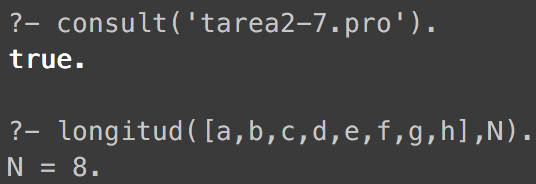 ?- consult('tarea2-7.pro').
true.
?- longitud([a,b,c,d,e,f,g,h],N).
N = 8.